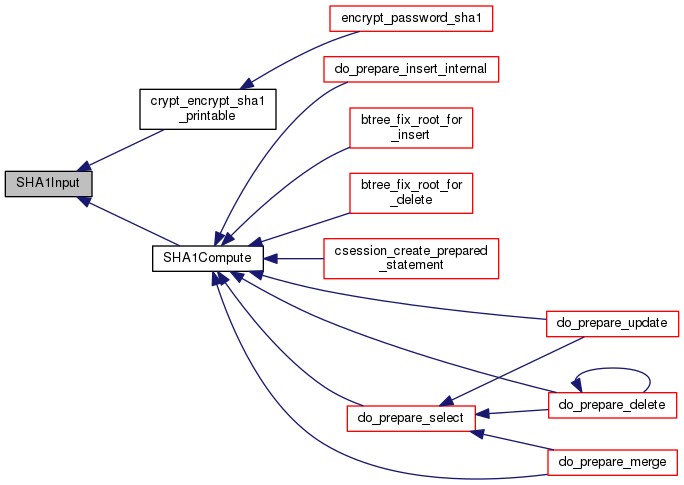 encrypt_password_sha1
do_prepare_insert_internal
crypt_encrypt_sha1
_printable
btree_fix_root_for
_insert
SHA1Input
btree_fix_root_for
_delete
SHA1Compute
csession_create_prepared
_statement
do_prepare_update
do_prepare_select
do_prepare_delete
do_prepare_merge